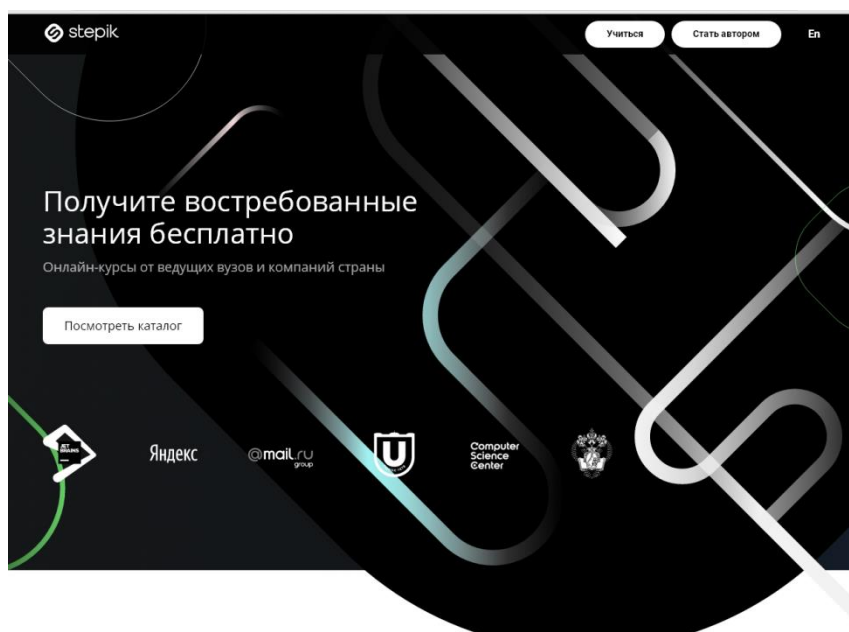 stepik
Учиться
Стать автором
En
Получите востребованные
знания бесплатно
Онлайн-курсы от ведущих вузов и компаний страны
Посмотреть каталог
JET
BRAINS
Яндекс
@mail.ru
group
U
Computer
Science
Center